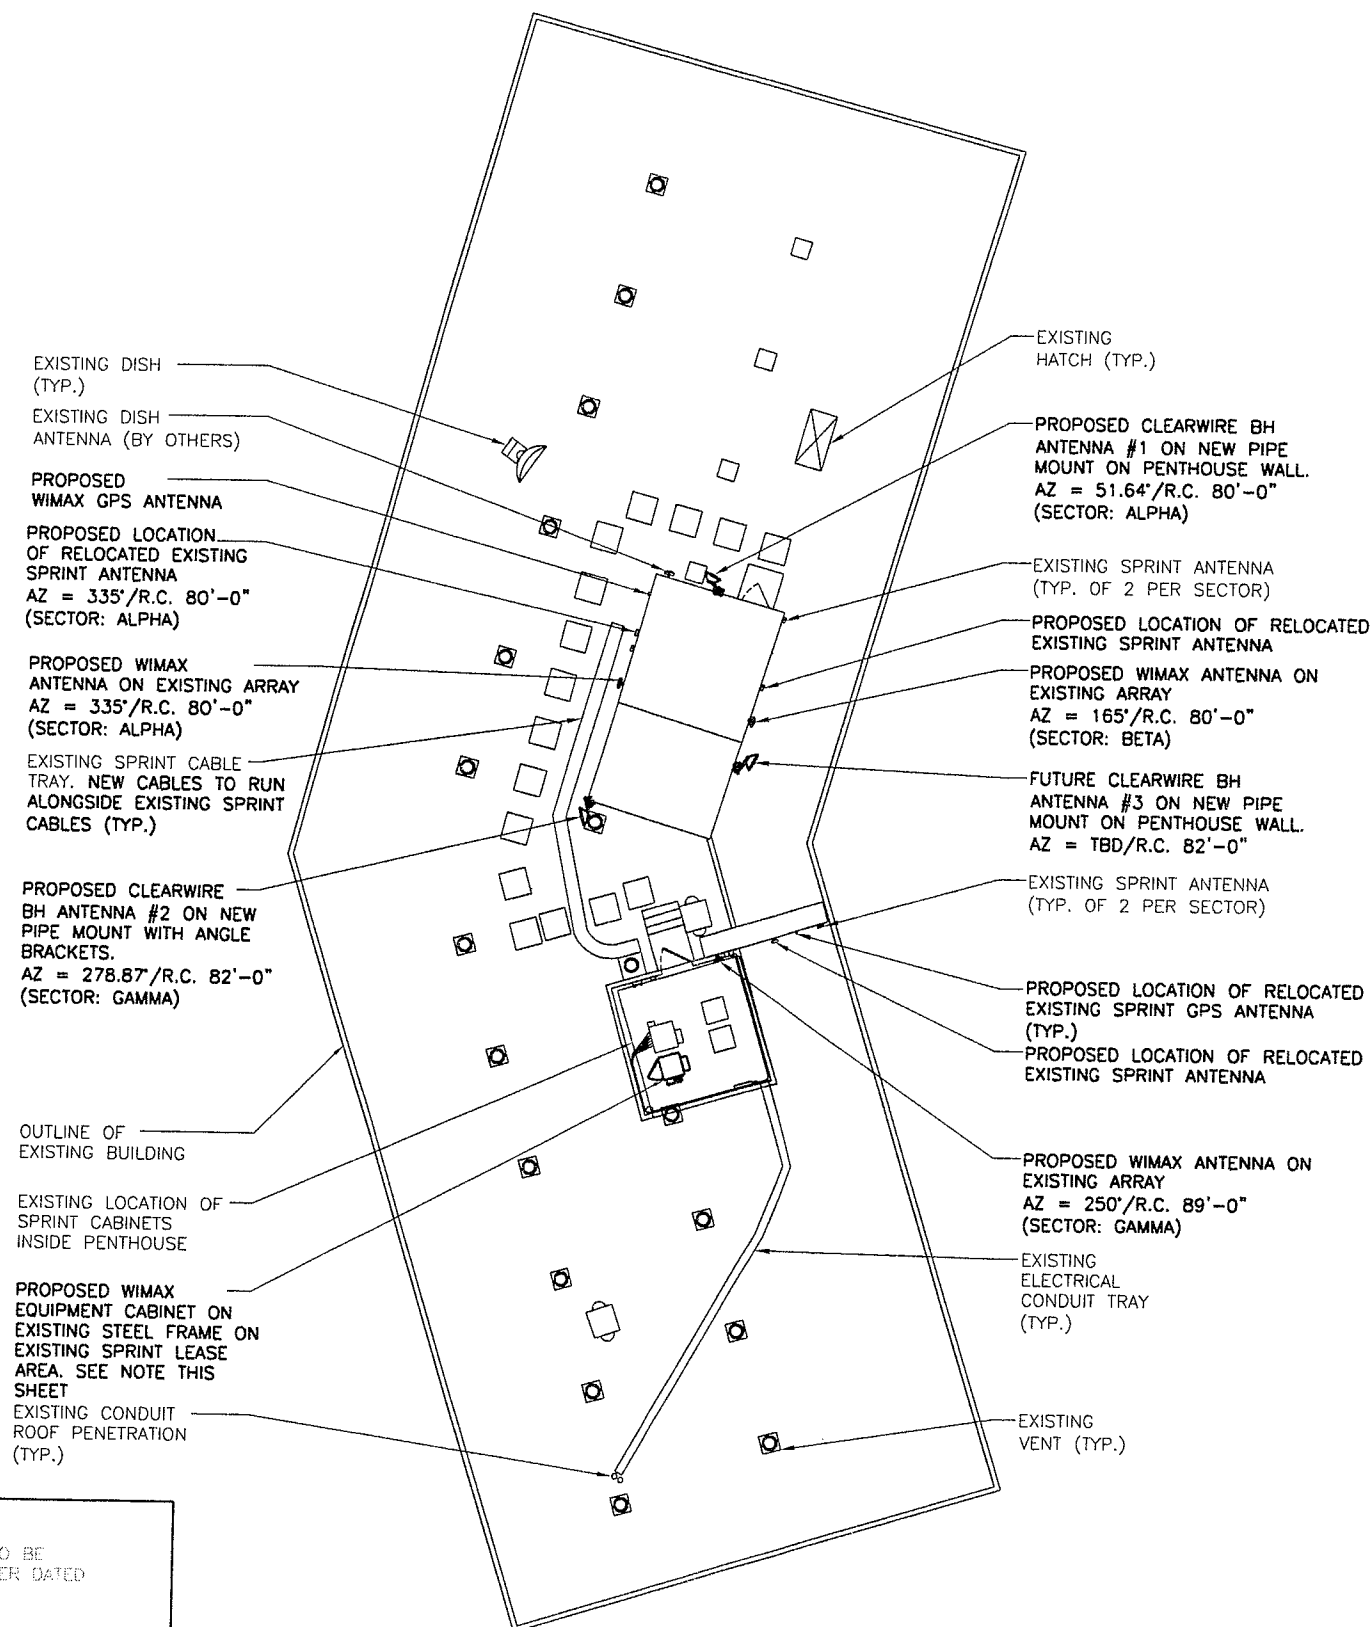 EXISTING DISH
(TYP.)
EXISTING DISH
ANTENNA (BY OTHERS)
PROPOSED
WIMAX GPS ANTENNA
PROPOSED LOCATION
OF RELOCATED EXISTING
SPRINT ANTENNA
AZ = 335°/R.C. 80'-0"
(SECTOR: ALPHA)
PROPOSED WIMAX
ANTENNA ON EXISTING ARRAY
AZ = 335°/R.C. 80'-0"
(SECTOR: ALPHA)
EXISTING SPRINT CABLE
TRAY. NEW CABLES TO RUN
ALONGSIDE EXISTING SPRINT
CABLES (TYP.)
PROPOSED CLEARWIRE
BH ANTENNA #2 ON NEW
PIPE MOUNT WITH ANGLE
BRACKETS.
AZ = 278.87°/R.C. 82'-0"
(SECTOR: GAMMA)
OUTLINE OF
EXISTING BUILDING
EXISTING LOCATION OF
SPRINT CABINETS
INSIDE PENTHOUSE
PROPOSED WIMAX
EQUIPMENT CABINET ON
EXISTING STEEL FRAME ON
EXISTING SPRINT LEASE
AREA. SEE NOTE THIS
SHEET
EXISTING CONDUIT
ROOF PENETRATION
(TYP.)
O BE
ER DATED
EXISTING
HATCH (TYP.)
PROPOSED CLEARWIRE BH
ANTENNA #1 ON NEW PIPE
MOUNT ON PENTHOUSE WALL.
AZ = 51.64°/R.C. 80'-0"
(SECTOR: ALPHA)
EXISTING SPRINT ANTENNA
(TYP. OF 2 PER SECTOR)
PROPOSED LOCATION OF RELOCATED
EXISTING SPRINT ANTENNA
PROPOSED WIMAX ANTENNA ON
EXISTING ARRAY
AZ = 165°/R.C. 80'-0"
(SECTOR: BETA)
FUTURE CLEARWIRE BH
ANTENNA #3 ON NEW PIPE
MOUNT ON PENTHOUSE WALL.
AZ = TBD/R.C. 82'-0"
EXISTING SPRINT ANTENNA
(TYP. OF 2 PER SECTOR)
PROPOSED LOCATION OF RELOCATED
EXISTING SPRINT GPS ANTENNA
(TYP.)
PROPOSED LOCATION OF RELOCATED
EXISTING SPRINT ANTENNA
PROPOSED WIMAX ANTENNA ON
EXISTING ARRAY
AZ = 250°/R.C. 89'-0"
(SECTOR: GAMMA)
EXISTING
ELECTRICAL
CONDUIT TRAY
(TYP.)
EXISTING
VENT (TYP.)